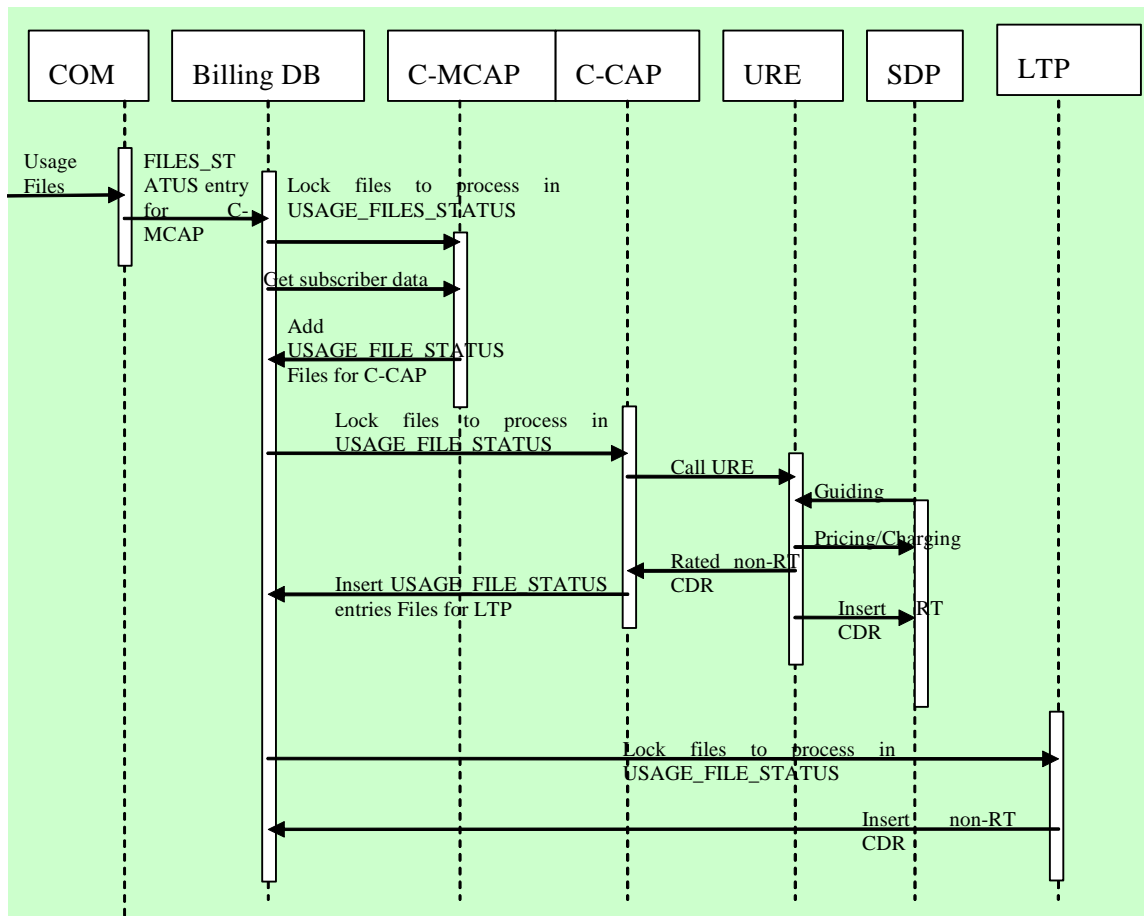 COM
Billing DB
C-MCAP
C-CAP
URE
SDP
LTP
Usage
Files
FILES_ST
ATUS entry
for C-
MCAP
Lock files to process in
USAGE_FILES_STATUS
Get subscriber data
Add
USAGE_FILE_STATUS
Files for C-CAP
Lock files to process in
USAGE_FILE_STATUS
Call URE
Guiding
Pricing/Charging
Rated non-RT
CDR
Insert USAGE_FILE_STATUS
entries Files for LTP
Insert RT
CDR
Lock files to process in
USAGE_FILE_STATUS
Insert non-RT
CDR